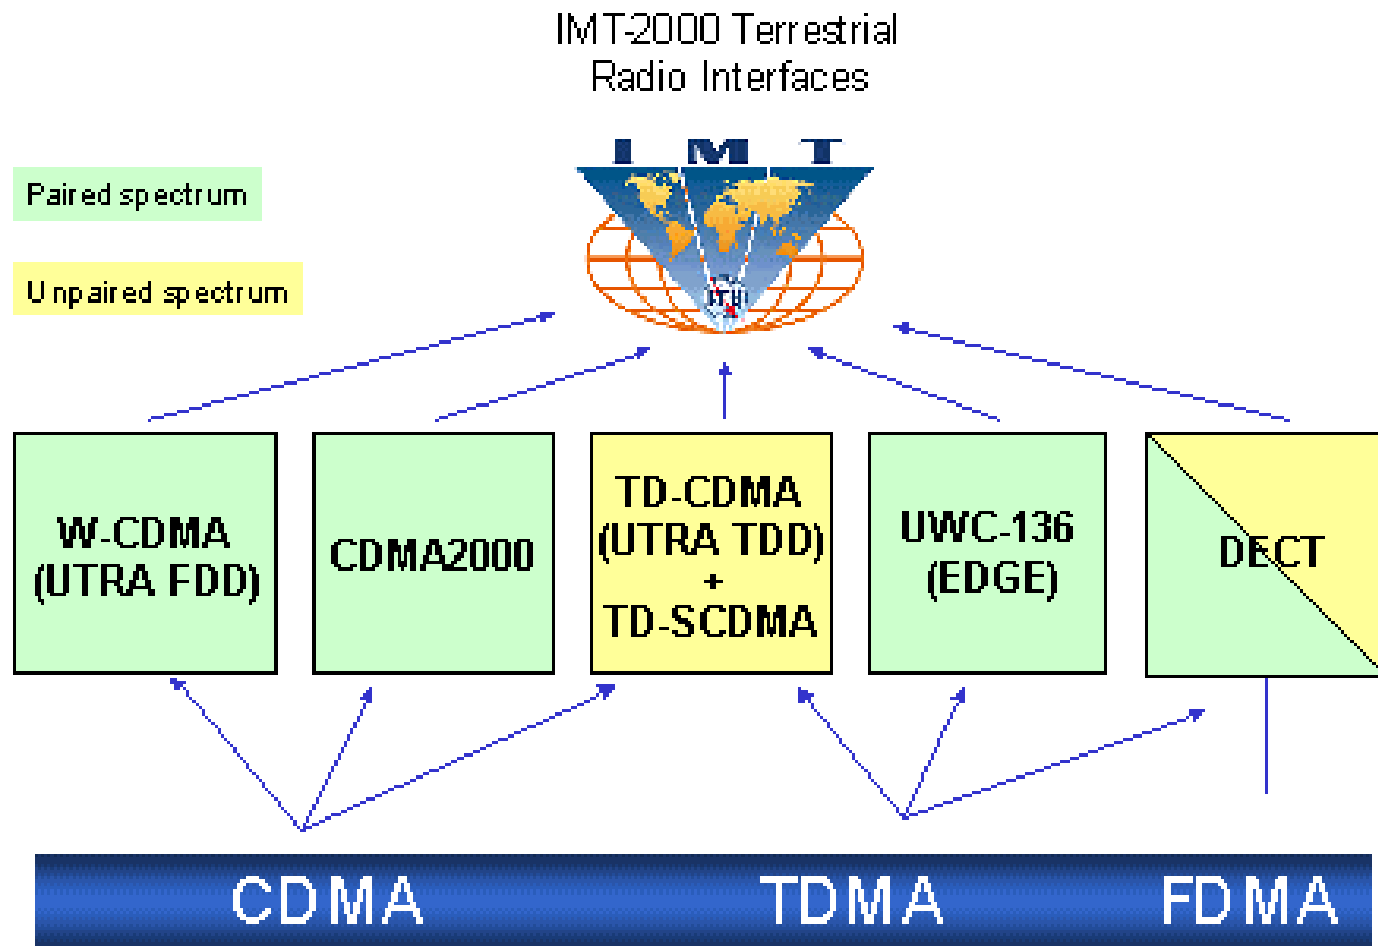 IMT-2000 Terrestrial
Radio Interfaces
I M T
Paired spectrum
ITU
Unpaired spectrum
W-CDMA
(UTRA FDD)
CDMA2000
TD-CDMA
(UTRA TDD)
+
TD-SCDMA
UWC-136
(EDGE)
DECT
CDMA
TDMA
FDMA